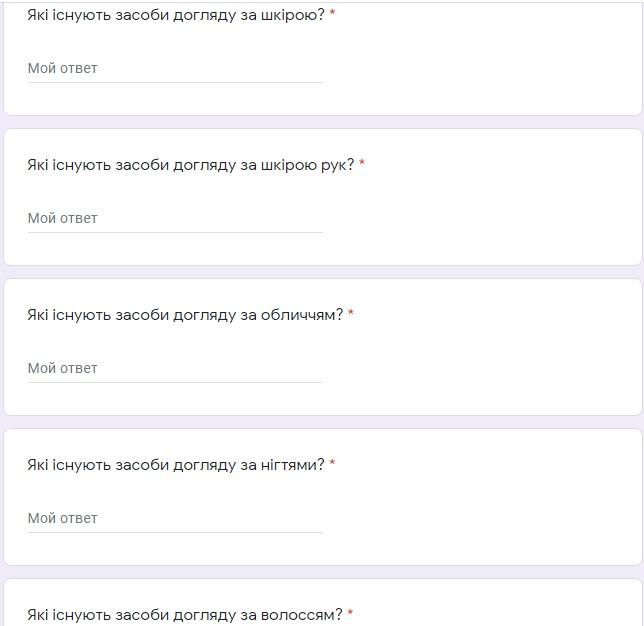 Які існують засоби догляду за шкірою? *
Мой ответ
Які існують засоби догляду за шкірою рук? *
Мой ответ
Які існують засоби догляду за обличчям? *
Мой ответ
Які існують засоби догляду за нігтями? *
Мой ответ
Які існують засоби догляду за волоссям? *